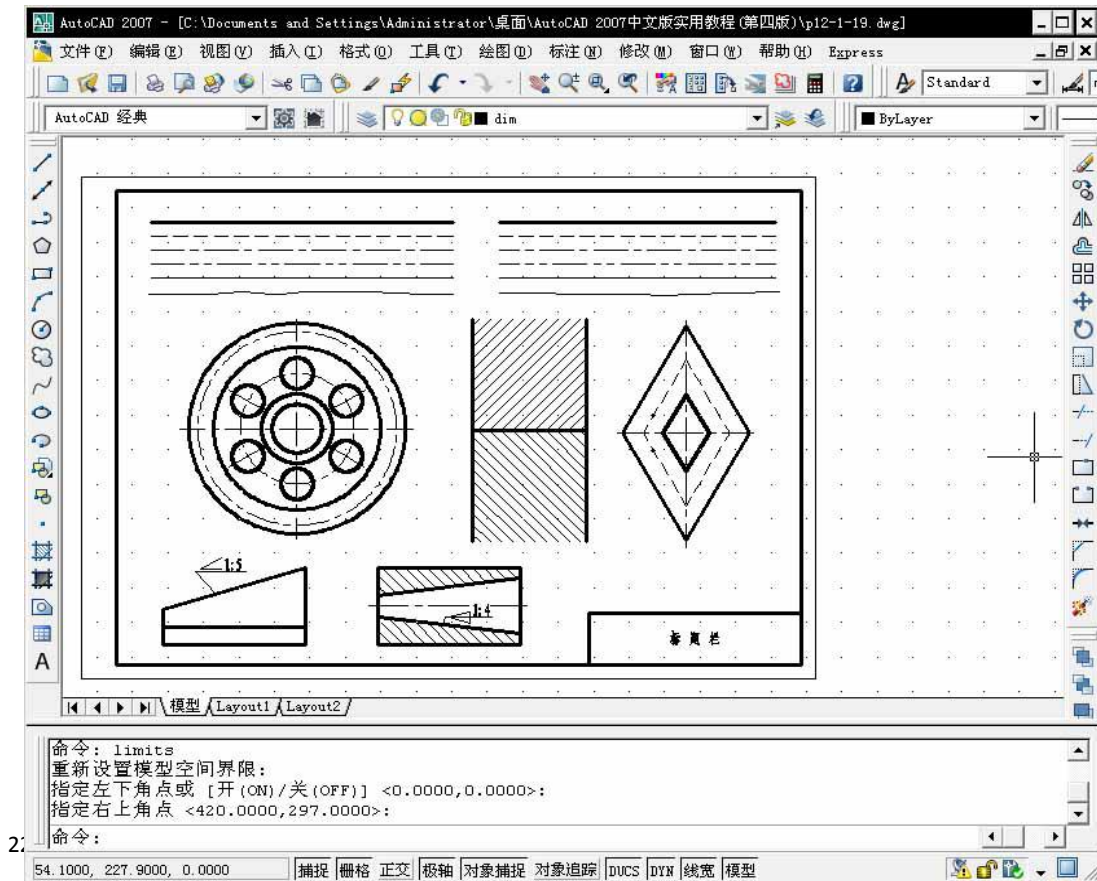 AutoCAD 2007 - [C:\Documents and Settings\Administrator\桌面\AutoCAD 2007中文版实用教程(第四版)\p12-1-19.dwg]
文件(F) 编辑(E) 视图(V) 插入(I) 格式(O) 工具(T) 绘图(D) 标注(N) 修改(M) 窗口(W) 帮助(H) Express
Standard
AutoCAD 经典 dim ByLayer
1:5
1:4
标题栏
模型 Layout1 Layout2
命令: limits
重新设置模型空间界限:
指定左下角点或 [开(ON)/关(OFF)] <0.0000,0.0000>:
指定右上角点 <420.0000,297.0000>:
命令:
54.1000, 227.9000, 0.0000 捕捉 栅格 正交 极轴 对象捕捉 对象追踪 DUCS DYN 线宽 模型